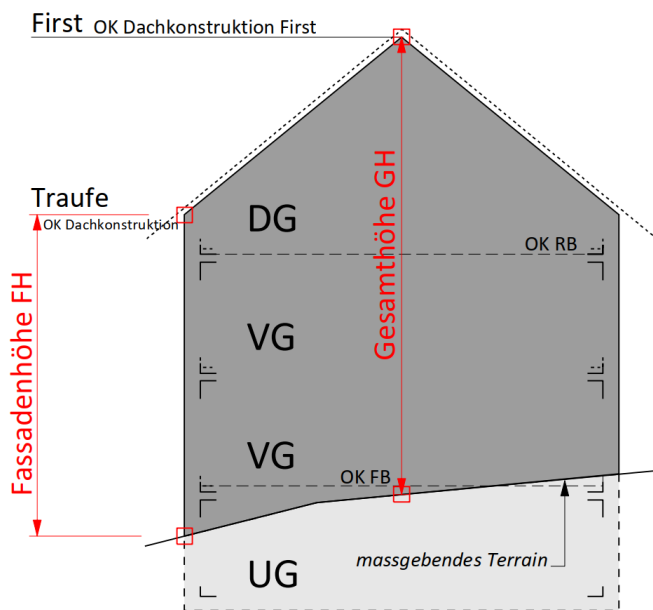 First OK Dachkonstruktion First
Traufe
OK Dachkonstruktion
DG
OK RB
Gesamthöhe GH
Fassadenhöhe FH
VG
VG
OK FB
massgebendes Terrain
UG